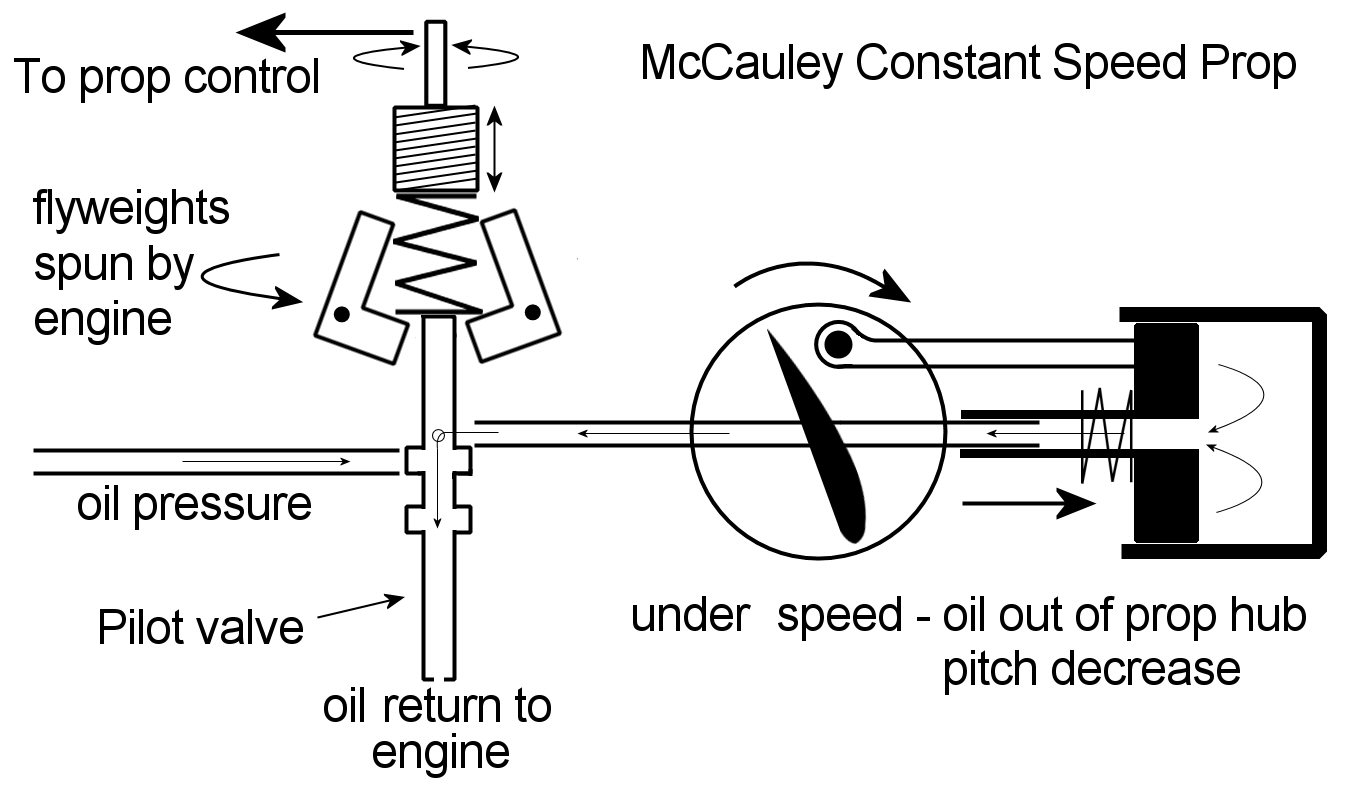 McCauley Constant Speed Prop
To prop control
flyweights
spun by
engine
oil pressure
Pilot valve
oil return to
engine
under speed - oil out of prop hub
pitch decrease